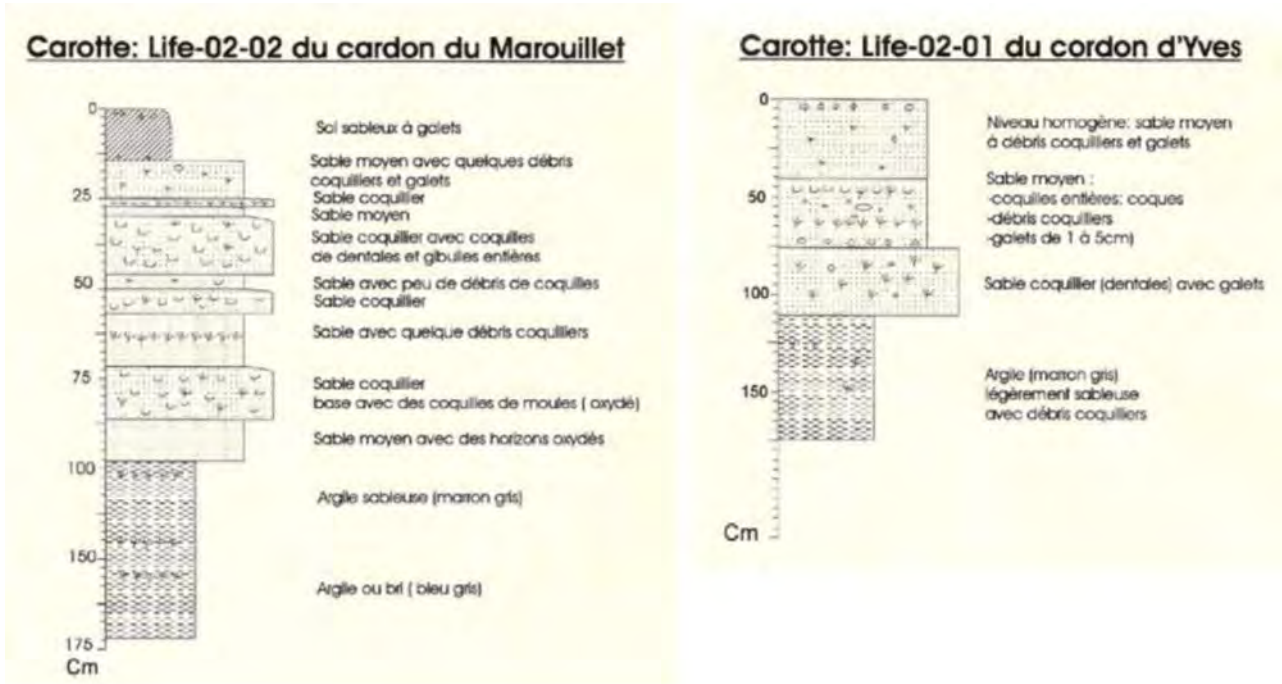 Carotte: Life-02-02 du cardon du Marouillet
0
25
50
75
100
150
175
Cm
Sol sableux à galets
Sable moyen avec quelques débris
coquilliers et galets
Sable coquillier
Sable moyen
Sable coquillier avec coquilles
de dentales et gibulles entières
Sable avec peu de débris de coquilles
Sable coquillier
Sable avec quelque débris coquilliers
Sable coquillier
base avec des coquilles de moules ( oxydé)
Sable moyen avec des horizons oxydés
Argile sableuse (marron gris)
Argile ou bri ( bleu gris)
Carotte: Life-02-01 du cordon d'Yves
0
50
100
150
Cm
Niveau homogène: sable moyen
à débris coquilliers et galets
Sable moyen :
-coquilles entières: coques
-débris coquilliers
-galets de 1 à 5cm)
Sable coquillier (dentales) avec galets
Argile (marron gris)
légèrement sableuse
avec débris coquilliers